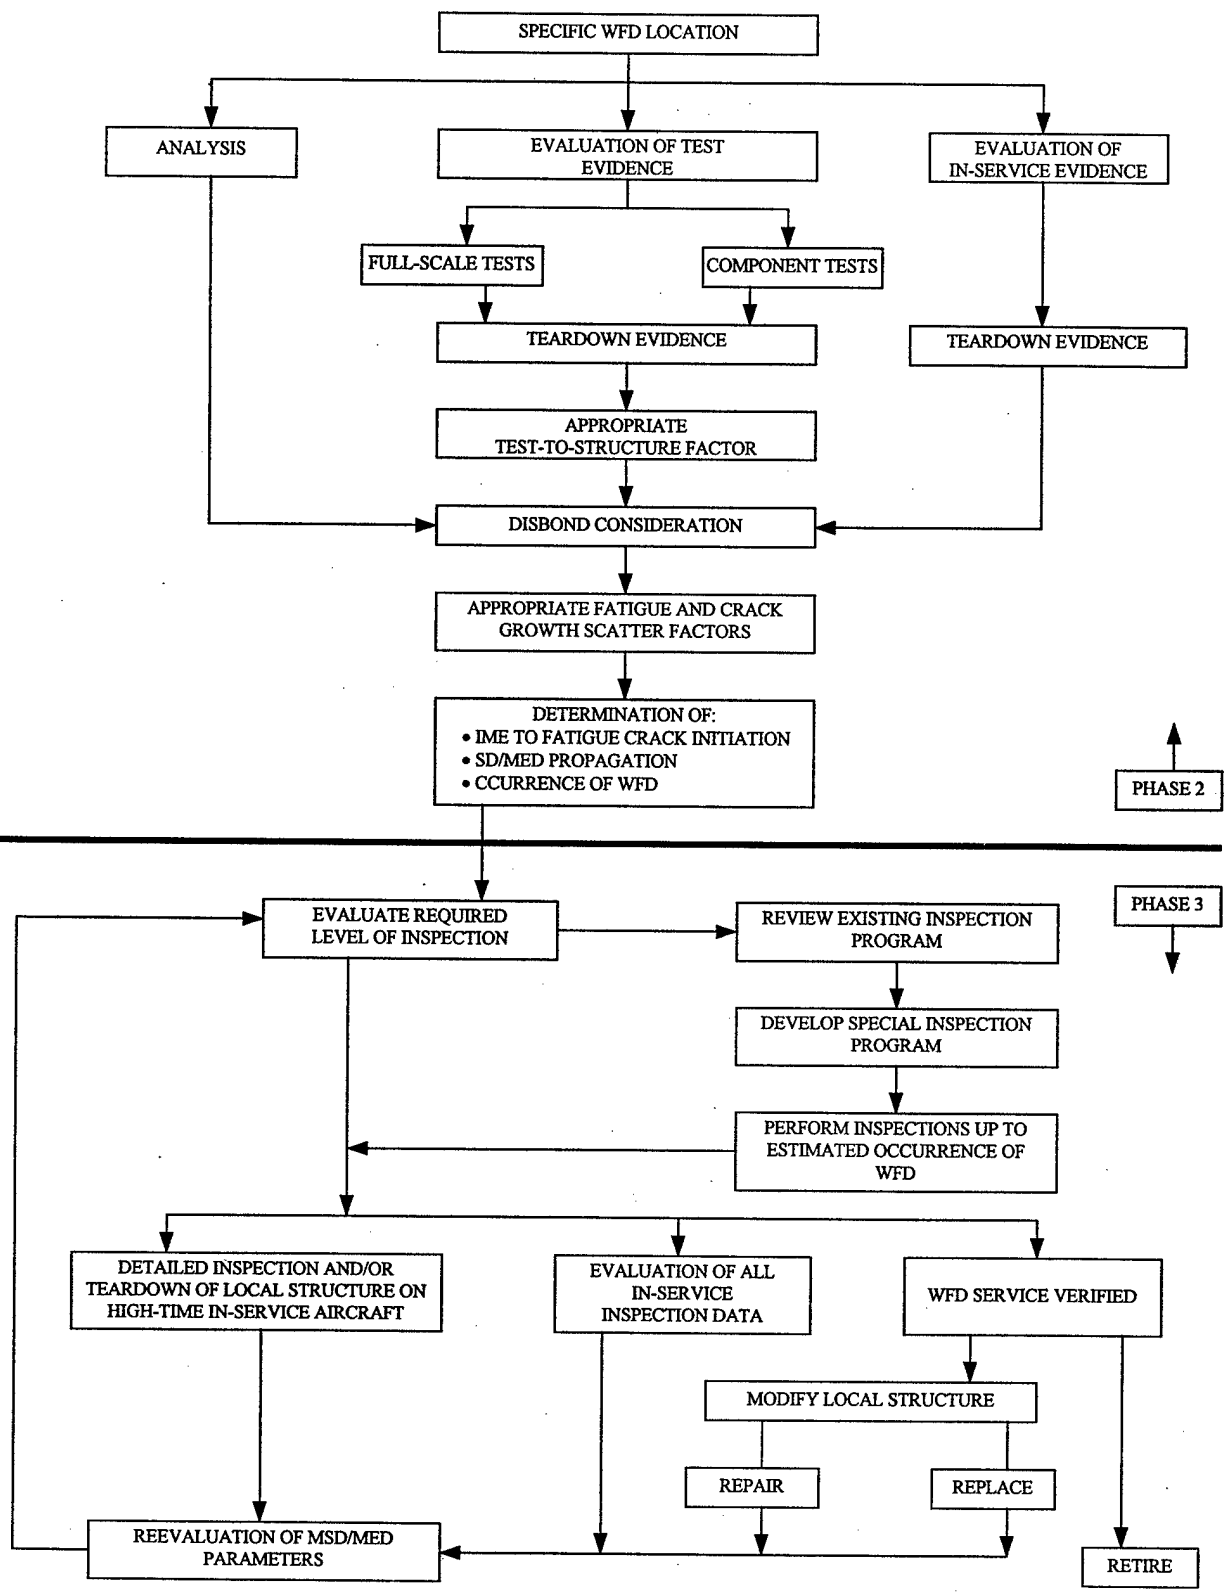 SPECIFIC WFD LOCATION
ANALYSIS
EVALUATION OF TEST
EVIDENCE
EVALUATION OF
IN-SERVICE EVIDENCE
FULL-SCALE TESTS
COMPONENT TESTS
TEARDOWN EVIDENCE
TEARDOWN EVIDENCE
APPROPRIATE
TEST-TO-STRUCTURE FACTOR
DISBOND CONSIDERATION
APPROPRIATE FATIGUE AND CRACK
GROWTH SCATTER FACTORS
DETERMINATION OF:
• IME TO FATIGUE CRACK INITIATION
• SD/MED PROPAGATION
• CCURRENCE OF WFD
PHASE 2
PHASE 3
EVALUATE REQUIRED
LEVEL OF INSPECTION
REVIEW EXISTING INSPECTION
PROGRAM
DEVELOP SPECIAL INSPECTION
PROGRAM
PERFORM INSPECTIONS UP TO
ESTIMATED OCCURRENCE OF
WFD
DETAILED INSPECTION AND/OR
TEARDOWN OF LOCAL STRUCTURE ON
HIGH-TIME IN-SERVICE AIRCRAFT
EVALUATION OF ALL
IN-SERVICE
INSPECTION DATA
WFD SERVICE VERIFIED
MODIFY LOCAL STRUCTURE
REPAIR
REPLACE
REEVALUATION OF MSD/MED
PARAMETERS
RETIRE